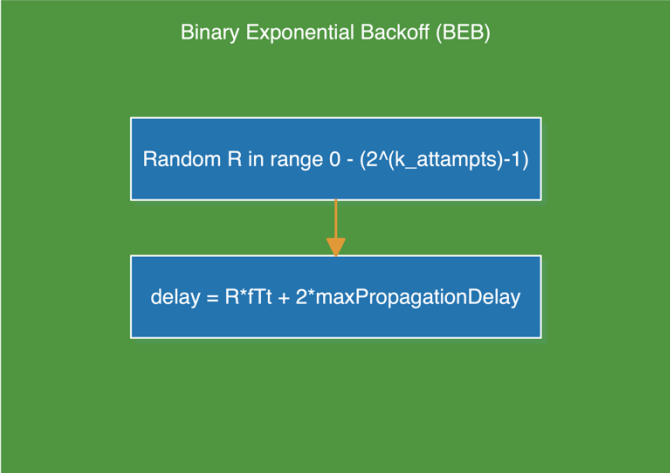 Binary Exponential Backoff (BEB)
Random R in range 0 - (2^(k_attampts)-1)
delay = R*fTt + 2*maxPropagationDelay